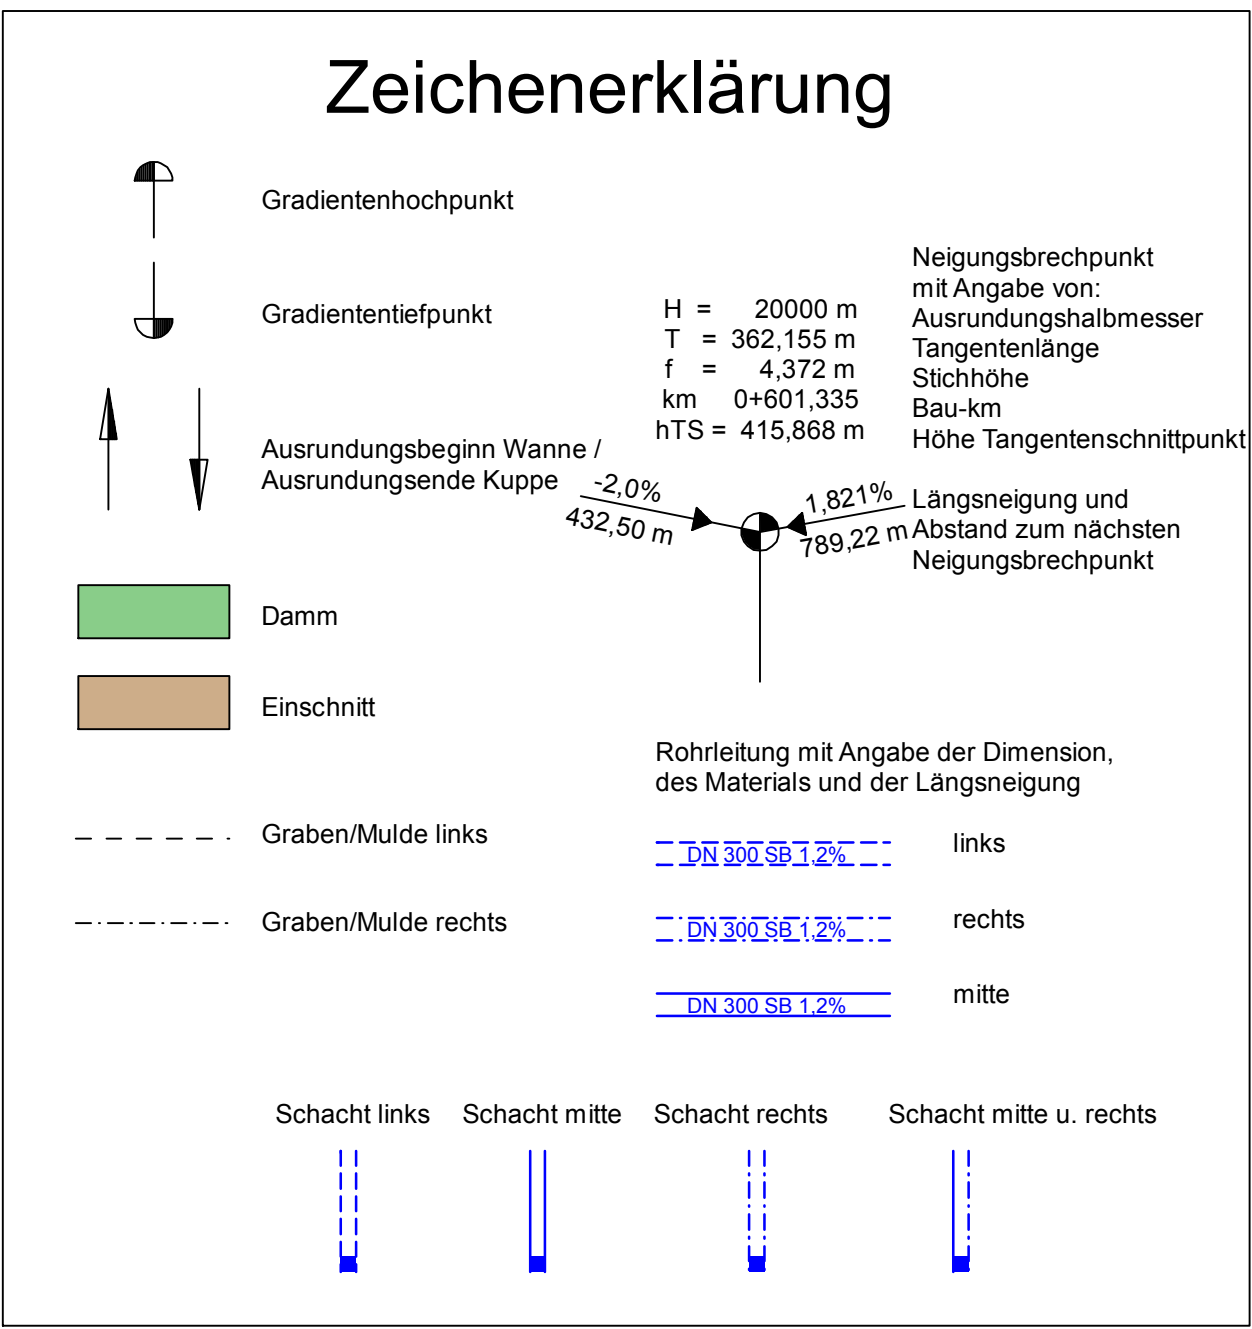 Zeichenerklärung
Gradientenhochpunkt
Gradiententiefpunkt
Ausrundungsbeginn Wanne /
Ausrundungsende Kuppe
Damm
Einschnitt
Graben/Mulde links
Graben/Mulde rechts
H = 20000 m
T = 362,155 m
f = 4,372 m
km 0+601,335
hTS = 415,868 m
Neigungsbrechpunkt
mit Angabe von:
Ausrundungshalbmesser
Tangentenlänge
Stichhöhe
Bau-km
Höhe Tangentenschnittpunkt
-2,0%
432,50 m
1,821%
789,22 m
Längsneigung und
Abstand zum nächsten
Neigungsbrechpunkt
Rohrleitung mit Angabe der Dimension,
des Materials und der Längsneigung
DN 300 SB 1,2%
links
DN 300 SB 1,2%
rechts
DN 300 SB 1,2%
mitte
Schacht links
Schacht mitte
Schacht rechts
Schacht mitte u. rechts